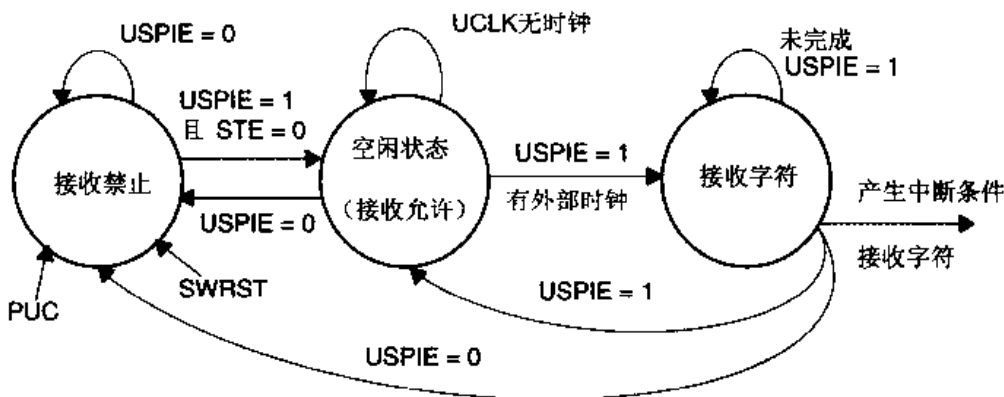 USPIE = 0
UCLK无时钟
未完成
USPIE = 1
USPIE = 1
且 STE = 0
接收禁止
空闲状态
(接收允许)
USPIE = 1
有外部时钟
接收字符
产生中断条件
接收字符
USPIE = 0
PUC
SWRST
USPIE = 1
USPIE = 0